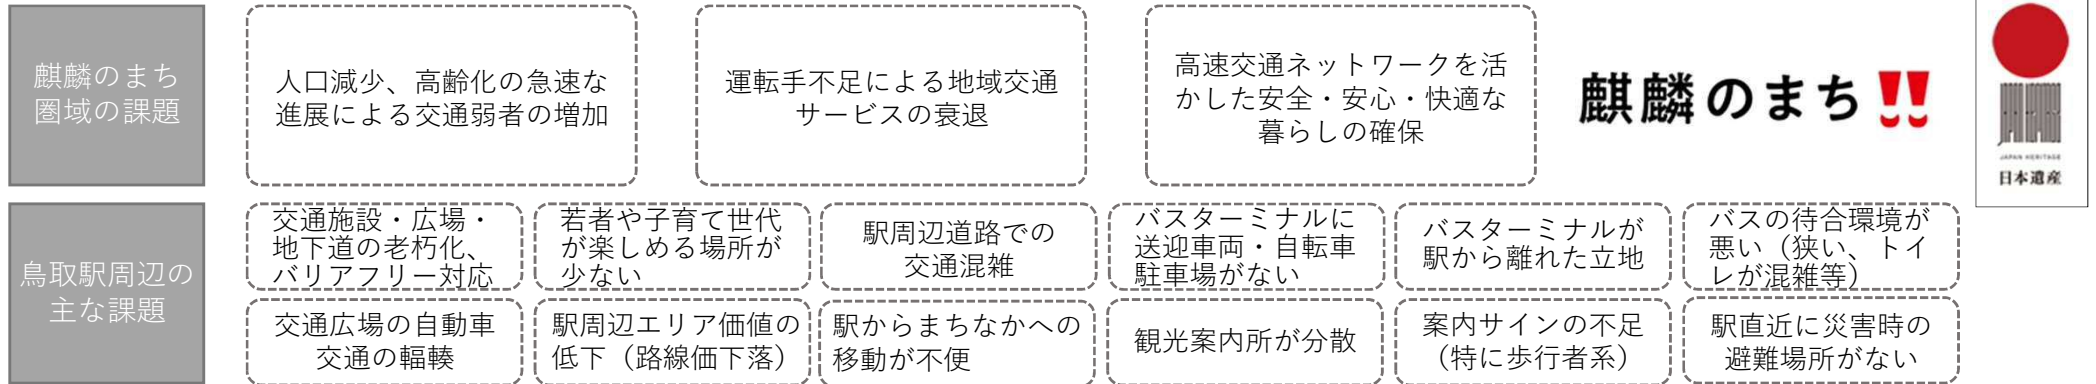 麒麟のまち
圏域の課題
人口減少、高齢化の急速な
進展による交通弱者の増加
運転手不足による地域交通
サービスの衰退
高速交通ネットワークを活
かした安全・安心・快適な
暮らしの確保
麒麟のまち!!
JAPAN HERITAGE
日本遺産
鳥取駅周辺の
主な課題
交通施設・広場・
地下道の老朽化、
バリアフリー対応
若者や子育て世代
が楽しめる場所が
少ない
駅周辺道路での
交通混雑
バスターミナルに
送迎車両・自転車
駐車場がない
バスターミナルが
駅から離れた立地
バスの待合環境が
悪い（狭い、トイ
レが混雑等）
交通広場の自動車
交通の輻輳
駅周辺エリア価値の
低下（路線価下落）
駅からまちなかへの
移動が不便
観光案内所が分散
案内サインの不足
（特に歩行者系）
駅直近に災害時の
避難場所がない